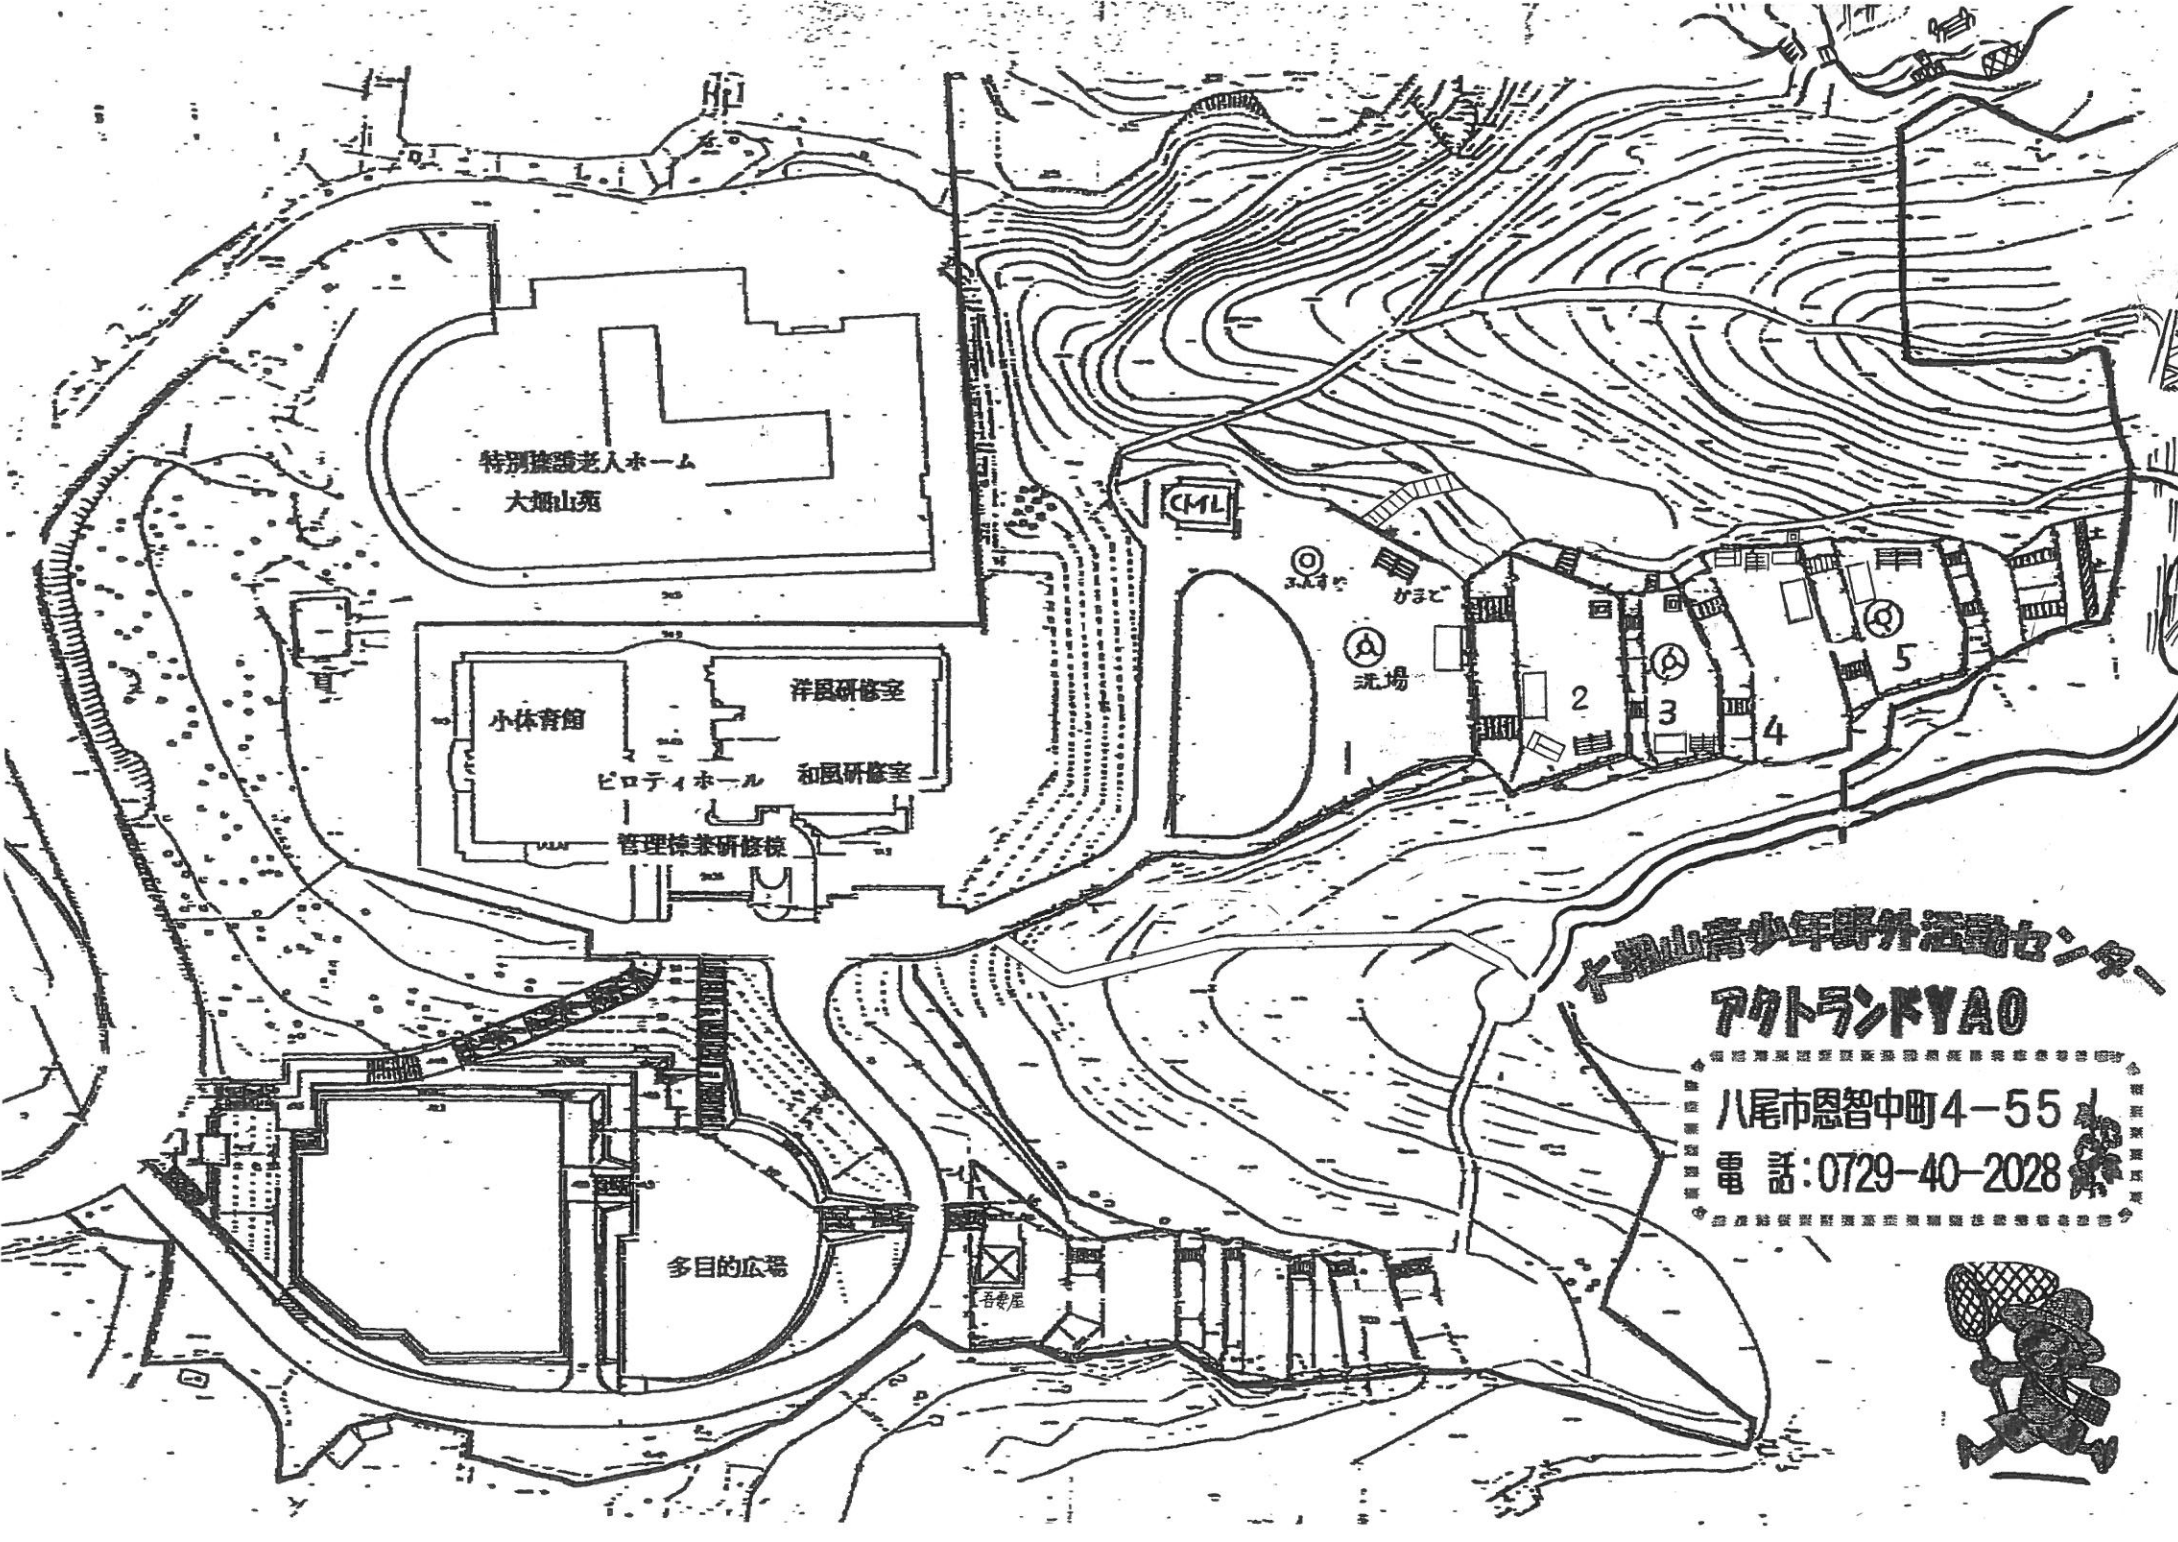 特別養護老人ホーム
大畑山苑
CML
ふんすい
かまど
洗場
1
2
3
4
5
小体育館
洋風研修室
ピロティホール
和風研修室
管理棟兼研修棟
多目的広場
吾妻屋
大畑山青少年野外活動センター
アクトランドYAO
八尾市恩智中町4-55
電 話:0729-40-2028